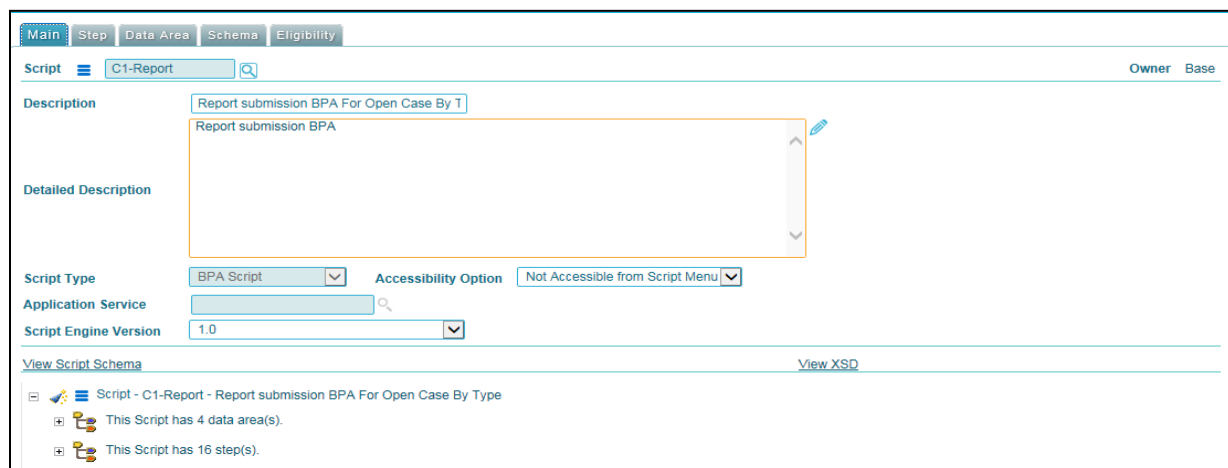 Main Step Data Area Schema Eligibility
Script C1-Report Owner Base
Description Report submission BPA For Open Case By T
Report submission BPA
Detailed Description
Script Type BPA Script Accessibility Option Not Accessible from Script Menu
Application Service
Script Engine Version 1.0
View Script Schema View XSD
Script - C1-Report - Report submission BPA For Open Case By Type
This Script has 4 data area(s).
This Script has 16 step(s).